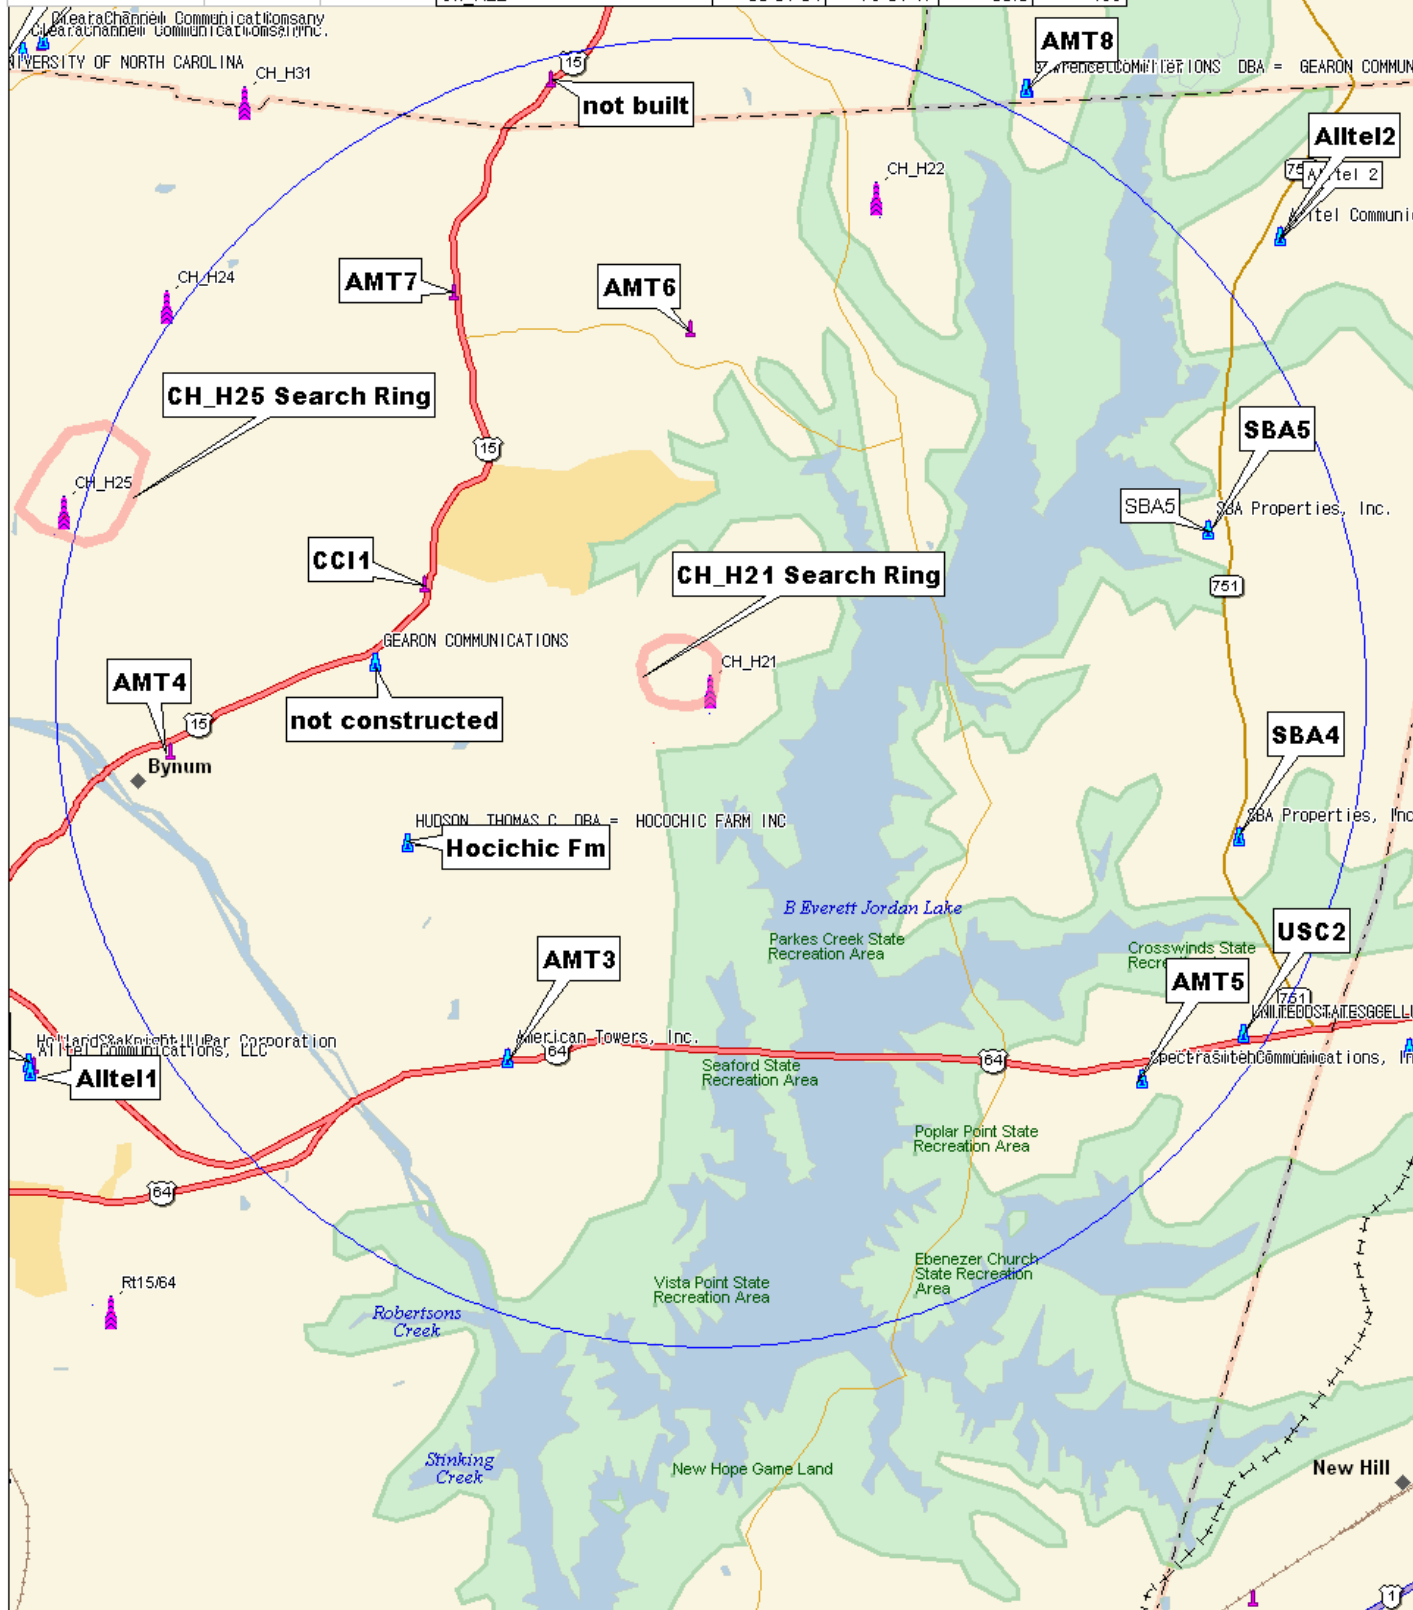 UNIVERSITY OF NORTH CAROLINA
CH_H31
15
not built
AMT8
DBA = GEARON COMMUN
Alltel2
CH_H22
CH_H24
AMT7
AMT6
CH_H25 Search Ring
15
SBA5
CH_H25
SBA5
SBA Properties, Inc.
CCI1
CH_H21 Search Ring
751
GEARON COMMUNICATIONS
CH_H21
AMT4
not constructed
15
SBA4
Bynum
HUDSON, THOMAS C. DBA = HOCOCHIC FARM INC
SBA Properties, Inc
Hocichic Fm
B Everett Jordan Lake
Parkes Creek State
Recreation Area
USC2
Crosswinds State
AMT3
AMT5
751
American Towers, Inc.
Alltel Communications, LLC
64
64
Seaford State
Recreation Area
Alltel1
Poplar Point State
Recreation Area
64
Ebenezer Church
State Recreation
Area
Rt15/64
Vista Point State
Recreation Area
Robertsons
Creek
Stinking
Creek
New Hope Game Land
New Hill
1